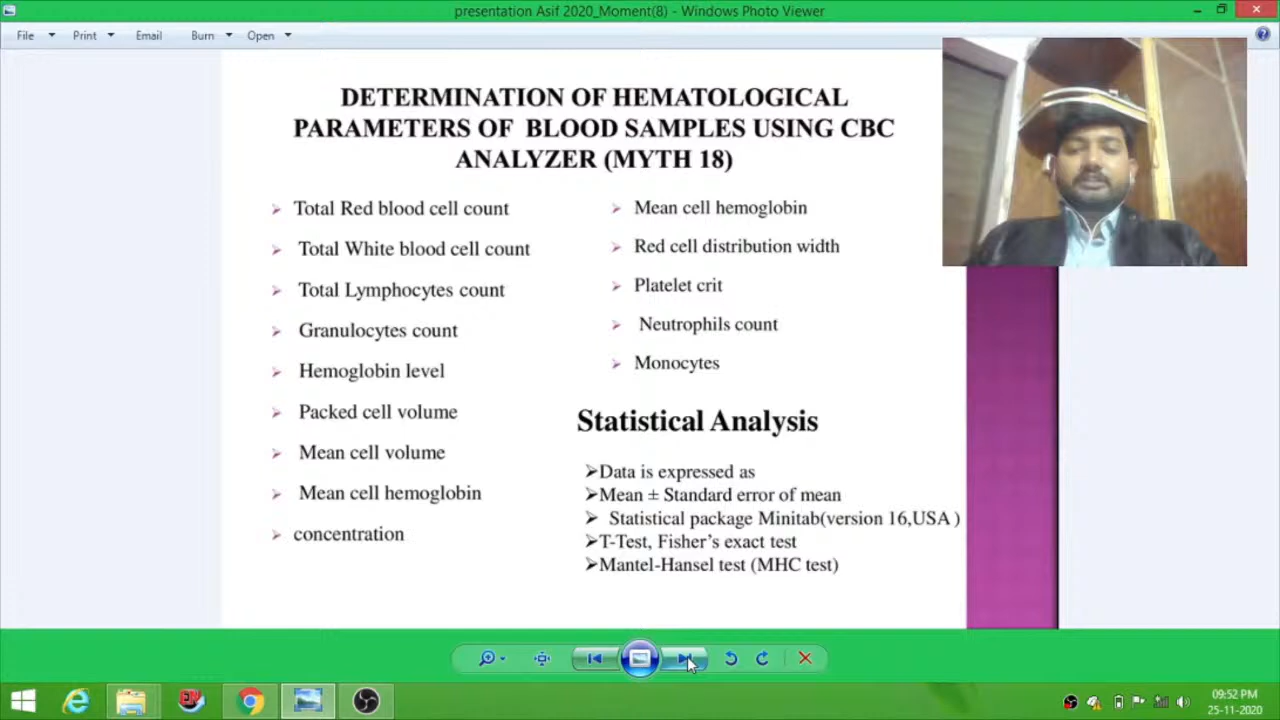 presentation Asif 2020_Moment(8) - Windows Photo Viewer
File Print Email Burn Open
DETERMINATION OF HEMATOLOGICAL
PARAMETERS OF BLOOD SAMPLES USING CBC
ANALYZER (MYTH 18)
Total Red blood cell count
Total White blood cell count
Total Lymphocytes count
Granulocytes count
Hemoglobin level
Packed cell volume
Mean cell volume
Mean cell hemoglobin
concentration
Mean cell hemoglobin
Red cell distribution width
Platelet crit
Neutrophils count
Monocytes
Statistical Analysis
Data is expressed as
Mean ± Standard error of mean
Statistical package Minitab(version 16,USA )
T-Test, Fisher's exact test
Mantel-Hansel test (MHC test)
09:52 PM
25-11-2020